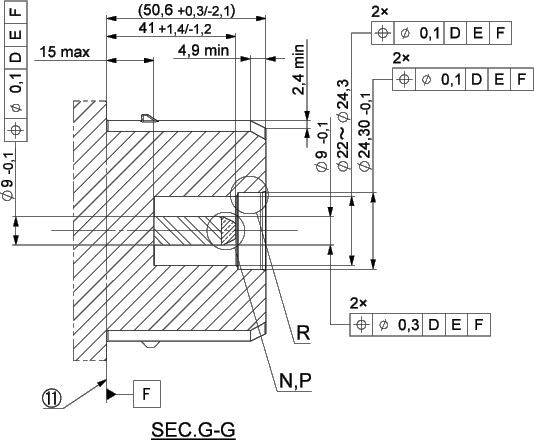 (50,6 +0,3/-2,1)
41 +1,4/-1,2
15 max
4,9 min
2,4 min
2×
⌖ ⌀ 0,1 D E F
2×
⌖ ⌀ 0,1 D E F
⌖ ⌀ 0,1 D E F
⌀9 -0,1
⌀9 -0,1
⌀22～⌀24,3
⌀24,30 -0,1
2×
⌖ ⌀ 0,3 D E F
R
N,P
⑪
F
SEC.G-G